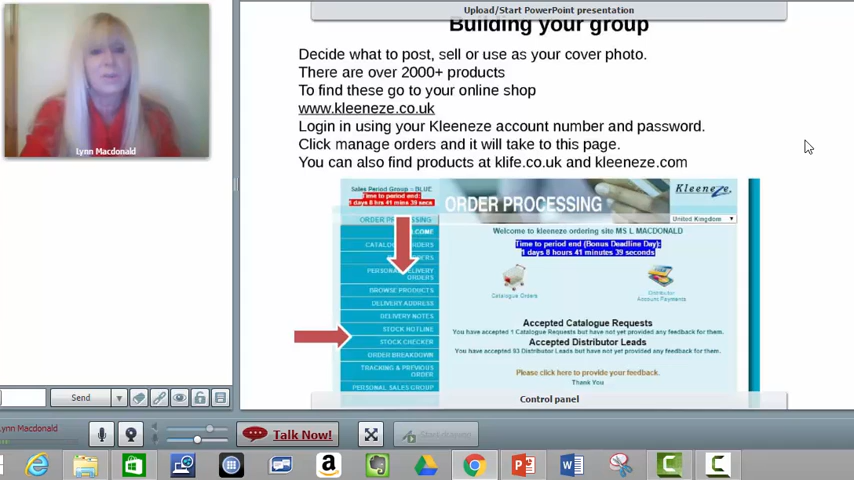 Upload/Start PowerPoint presentation
Building your group
Decide what to post, sell or use as your cover photo.
There are over 2000+ products
To find these go to your online shop
www.kleeneze.co.uk
Login in using your Kleeneze account number and password.
Click manage orders and it will take to this page.
You can also find products at klife.co.uk and kleeneze.com
Lynn Macdonald
Sales Period Group = BLUE
Time to period end:
Kleeneze
ORDER PROCESSING
United Kingdom
ORDER PROCESSING
Welcome to kleeneze ordering site MS L MACDONALD
Time to period end (Bonus Deadline Day):
1 days 8 hours 41 minutes 39 seconds
BROWSE PRODUCTS
DELIVERY ADDRESS
DELIVERY NOTES
STOCK HOTLINE
STOCK CHECKER
ORDER BREAKDOWN
TRACKING & PREVIOUS
ORDER
PERSONAL SALES GROUP
Catalogue Orders
Distributor
Account Payments
Accepted Catalogue Requests
You have accepted 1 Catalogue Requests but have not yet provided any feedback for them.
Accepted Distributor Leads
You have accepted 93 Distributor Leads but have not yet provided any feedback for them.
Please click here to provide your feedback.
Thank You
Control panel
Send
Lynn Macdonald
Talk Now!